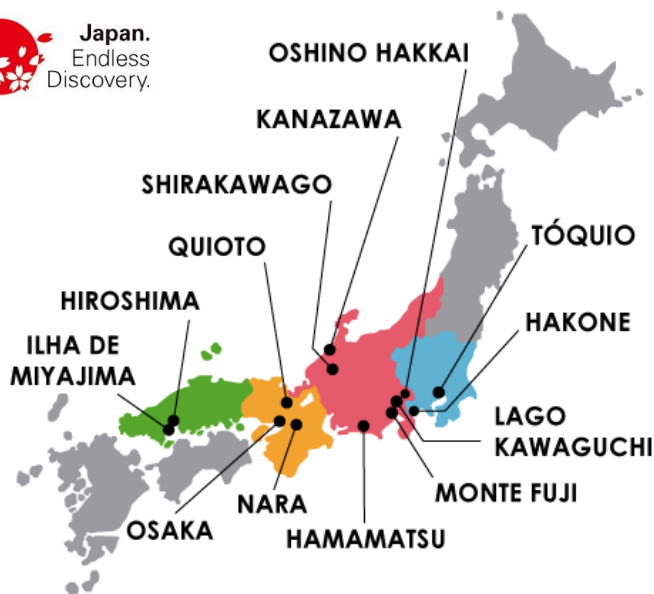 Japan.
Endless
Discovery.
OSHINO HAKKAI
KANAZAWA
SHIRAKAWAGO
QUIOTO
TÓQUIO
HIROSHIMA
HAKONE
ILHA DE
MIYAJIMA
LAGO
KAWAGUCHI
MONTE FUJI
NARA
OSAKA
HAMAMATSU